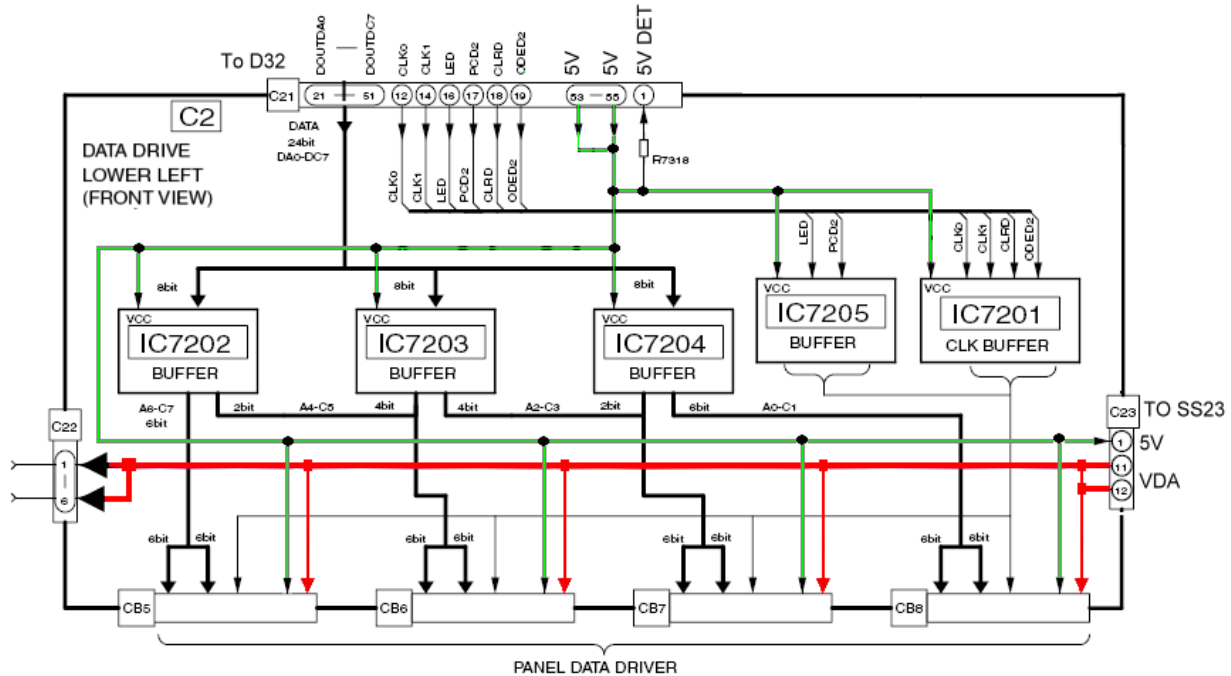 To D32
DOUTDA0
DOUTDC7
CLK0
CLK1
LED
PCD2
CLRD
ODED2
5V
5V
5V DET
C21
21
51
12
14
16
17
18
19
53
55
1
C2
DATA DRIVE
LOWER LEFT
(FRONT VIEW)
DATA
24bit
DA0-DC7
CLK0
CLK1
LED
PCD2
CLRD
ODED2
R7318
LED
PCD2
CLK0
CLK1
CLRD
ODED2
8bit
8bit
8bit
VCC
IC7202
BUFFER
VCC
IC7203
BUFFER
VCC
IC7204
BUFFER
VCC
IC7205
BUFFER
VCC
IC7201
CLK BUFFER
A6-C7
6bit
2bit
A4-C5
4bit
4bit
A2-C3
2bit
6bit
A0-C1
C22
1
6
C23
TO SS23
1
5V
11
12
VDA
6bit
6bit
6bit
6bit
6bit
6bit
6bit
6bit
CB5
CB6
CB7
CB8
PANEL DATA DRIVER